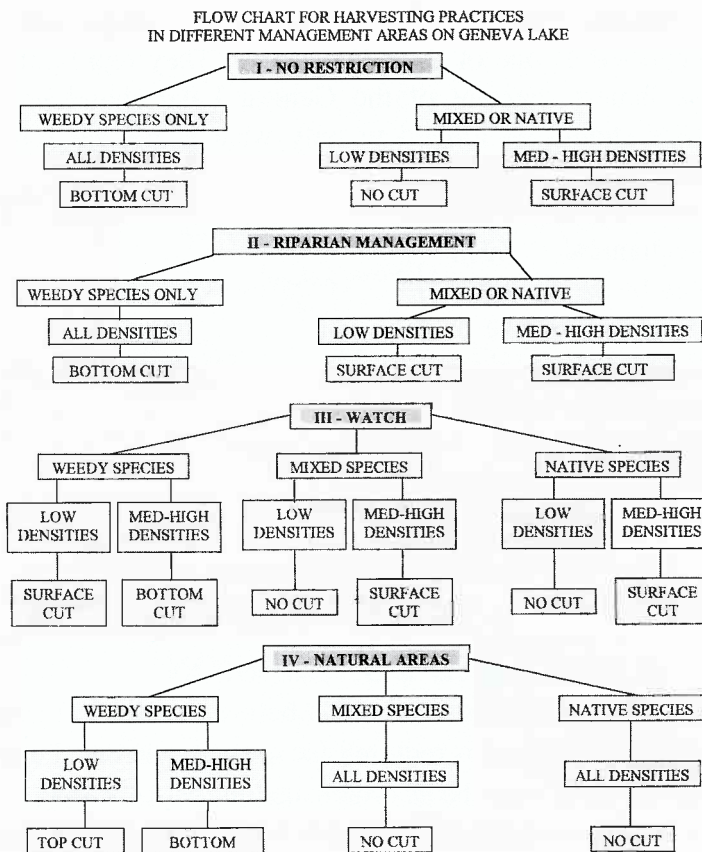 FLOW CHART FOR HARVESTING PRACTICES
IN DIFFERENT MANAGEMENT AREAS ON GENEVA LAKE
I - NO RESTRICTION
WEEDY SPECIES ONLY
MIXED OR NATIVE
ALL DENSITIES
LOW DENSITIES
MED - HIGH DENSITIES
BOTTOM CUT
NO CUT
SURFACE CUT
II - RIPARIAN MANAGEMENT
WEEDY SPECIES ONLY
MIXED OR NATIVE
ALL DENSITIES
LOW DENSITIES
MED - HIGH DENSITIES
BOTTOM CUT
SURFACE CUT
SURFACE CUT
III - WATCH
WEEDY SPECIES
MIXED SPECIES
NATIVE SPECIES
LOW
DENSITIES
MED-HIGH
DENSITIES
LOW
DENSITIES
MED-HIGH
DENSITIES
LOW
DENSITIES
MED-HIGH
DENSITIES
SURFACE
CUT
BOTTOM
CUT
NO CUT
SURFACE
CUT
NO CUT
SURFACE
CUT
IV - NATURAL AREAS
WEEDY SPECIES
MIXED SPECIES
NATIVE SPECIES
LOW
DENSITIES
MED-HIGH
DENSITIES
ALL DENSITIES
ALL DENSITIES
TOP CUT
BOTTOM
NO CUT
NO CUT